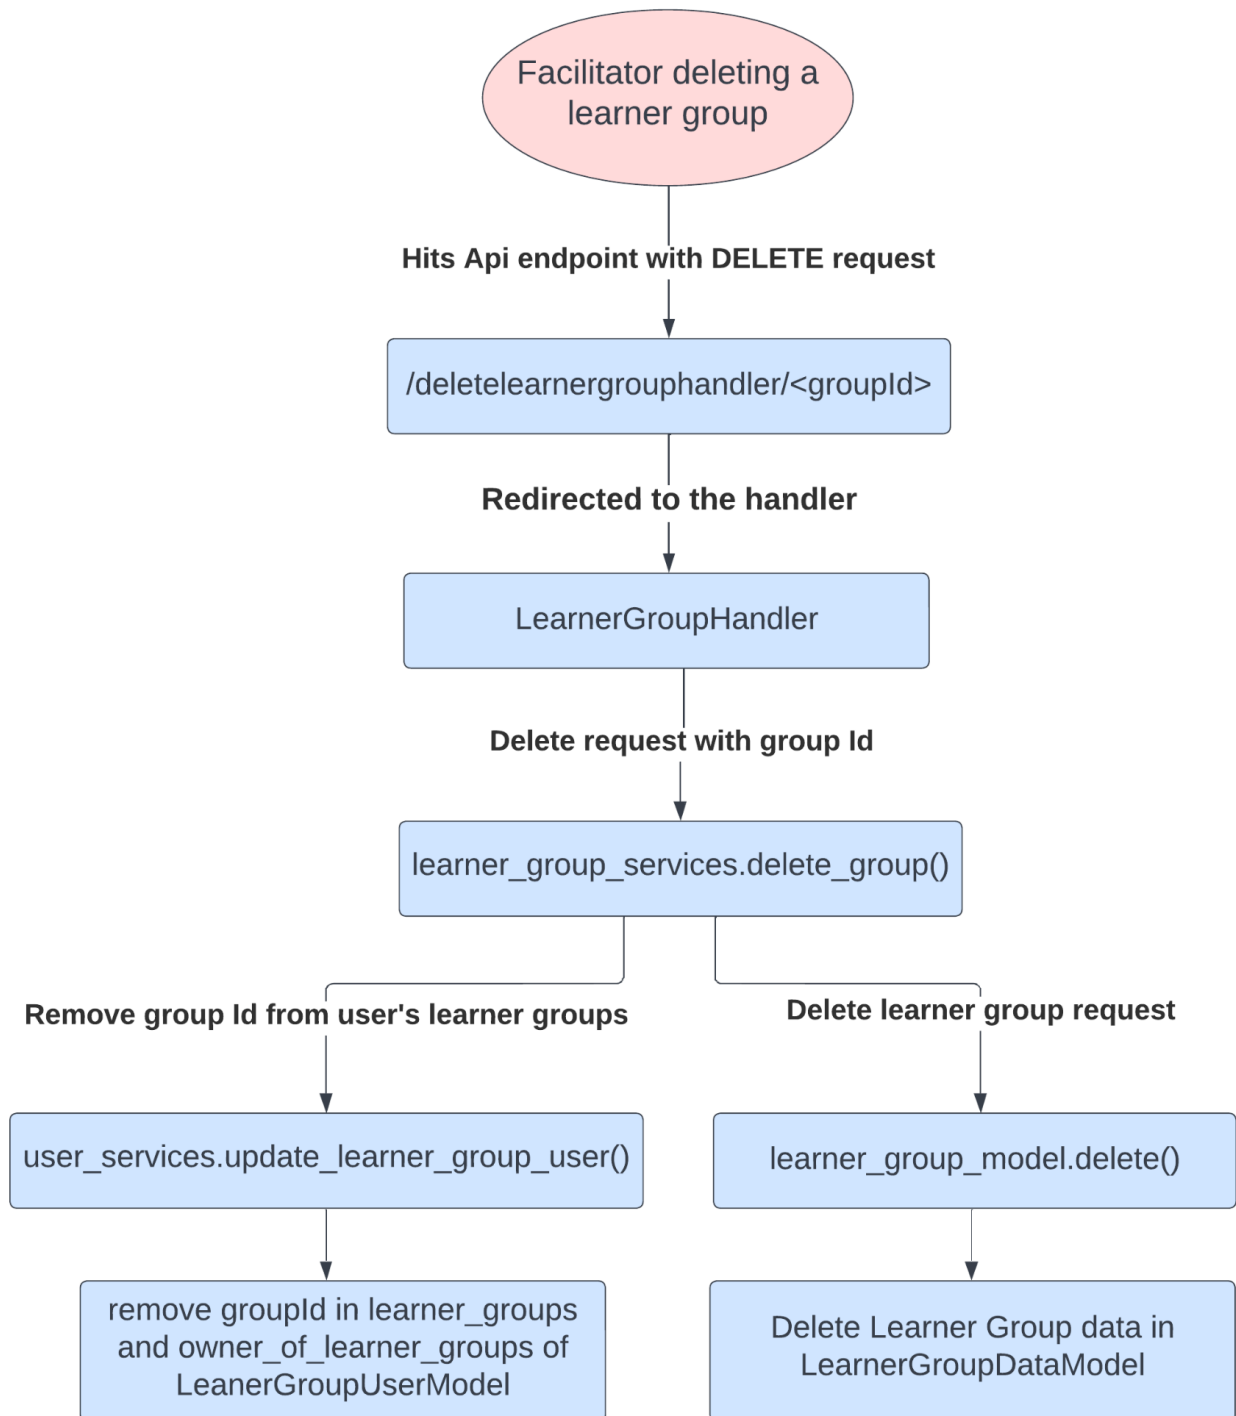 Facilitator deleting a
learner group
Hits Api endpoint with DELETE request
/deletelearnergrouphandler/<groupId>
Redirected to the handler
LearnerGroupHandler
Delete request with group Id
learner_group_services.delete_group()
Remove group Id from user's learner groups
Delete learner group request
user_services.update_learner_group_user()
learner_group_model.delete()
remove groupId in learner_groups
and owner_of_learner_groups of
LeanerGroupUserModel
Delete Learner Group data in
LearnerGroupDataModel